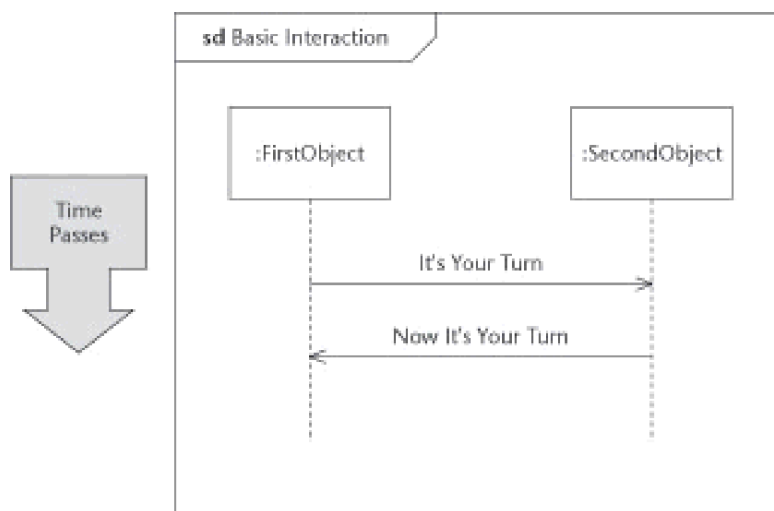 sd Basic Interaction
:FirstObject
:SecondObject
Time
Passes
It's Your Turn
Now It's Your Turn